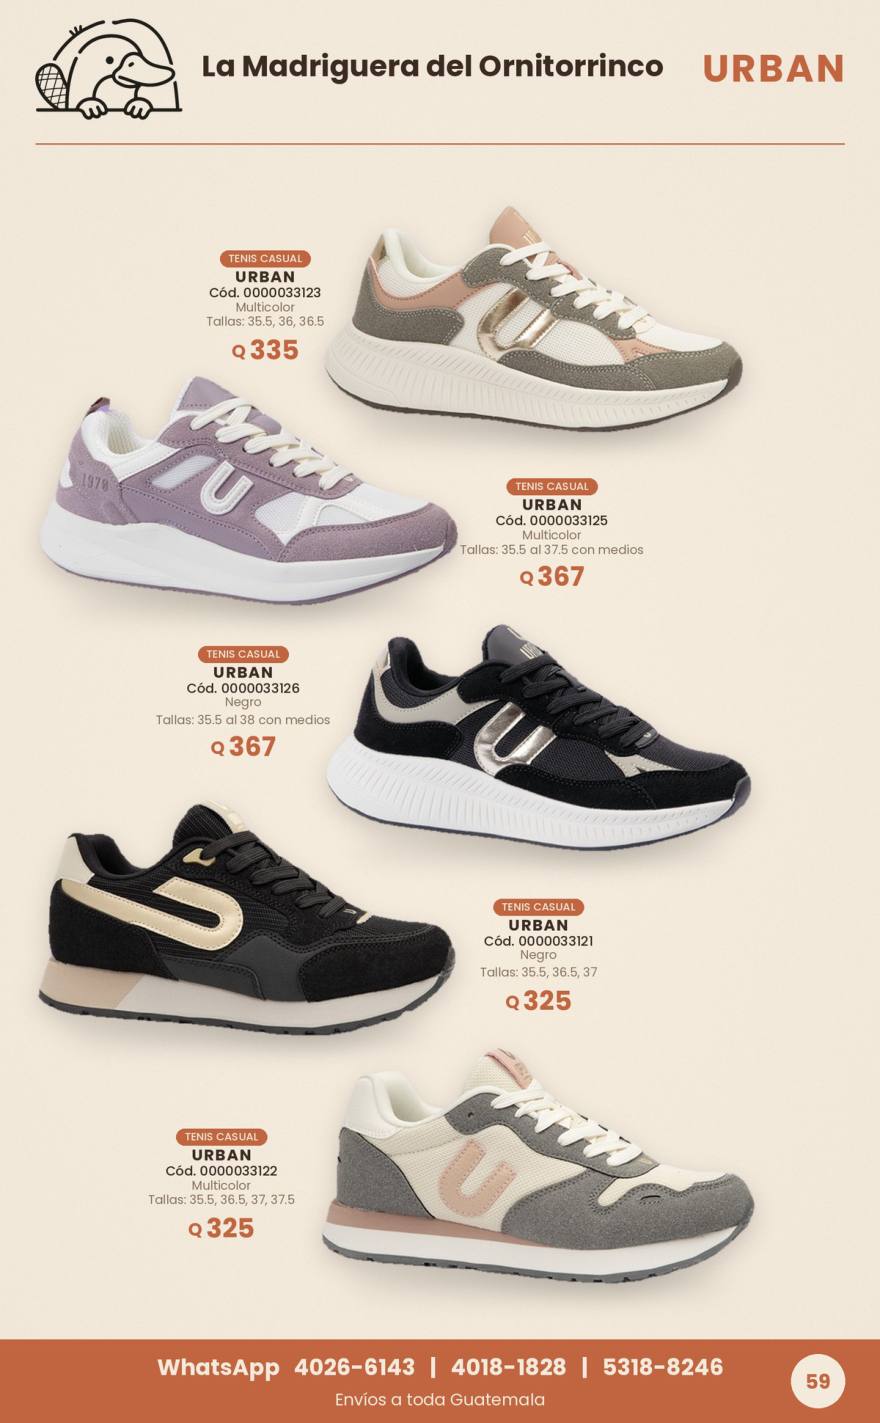 La Madriguera del Ornitorrinco
URBAN
TENIS CASUAL
URBAN
Cód. 0000033123
Multicolor
Tallas: 35.5, 36, 36.5
Q 335
1970
U
TENIS CASUAL
URBAN
Cód. 0000033125
Multicolor
Tallas: 35.5 al 37.5 con medios
Q 367
TENIS CASUAL
URBAN
Cód. 0000033126
Negro
Tallas: 35.5 al 38 con medios
Q 367
TENIS CASUAL
URBAN
Cód. 0000033121
Negro
Tallas: 35.5, 36.5, 37
Q 325
TENIS CASUAL
URBAN
Cód. 0000033122
Multicolor
Tallas: 35.5, 36.5, 37, 37.5
Q 325
U
WhatsApp 4026-6143 | 4018-1828 | 5318-8246
Envíos a toda Guatemala
59